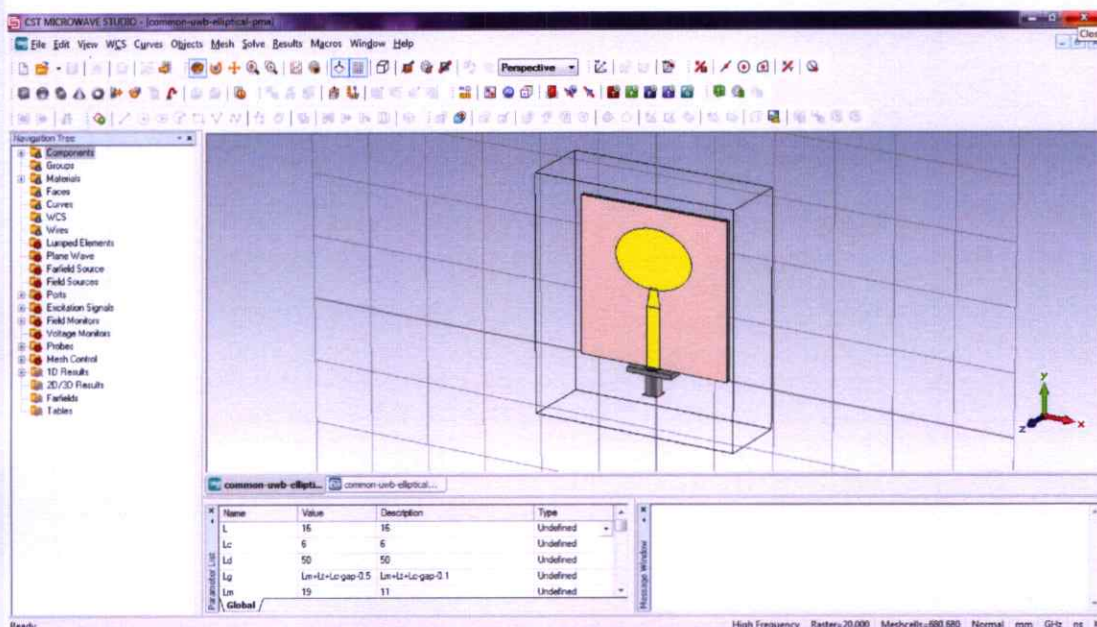 CST MICROWAVE STUDIO - [common-uwb-elliptical-pma]
Close
File Edit View WCS Curves Objects Mesh Solve Results Macros Window Help
Perspective
Navigation Tree
Components
Groups
Materials
Faces
Curves
WCS
Wires
Lumped Elements
Plane Wave
Farfield Source
Field Sources
Ports
Excitation Signals
Field Monitors
Voltage Monitors
Probes
Mesh Control
1D Results
2D/3D Results
Farfields
Tables
y
x
z
common-uwb-ellipti... common-uwb-elliptical...
Name Value Description Type
L 16 16 Undefined
Lc 6 6 Undefined
Ld 50 50 Undefined
Lg Lm+Lt+Lc-gap-0.5 Lm+Lt+Lc-gap-0.1 Undefined
Lm 19 11 Undefined
Global
Parameter List
Message Window
Ready
High Frequency Raster=20.000 Meshcells=680,680 Normal mm GHz ns